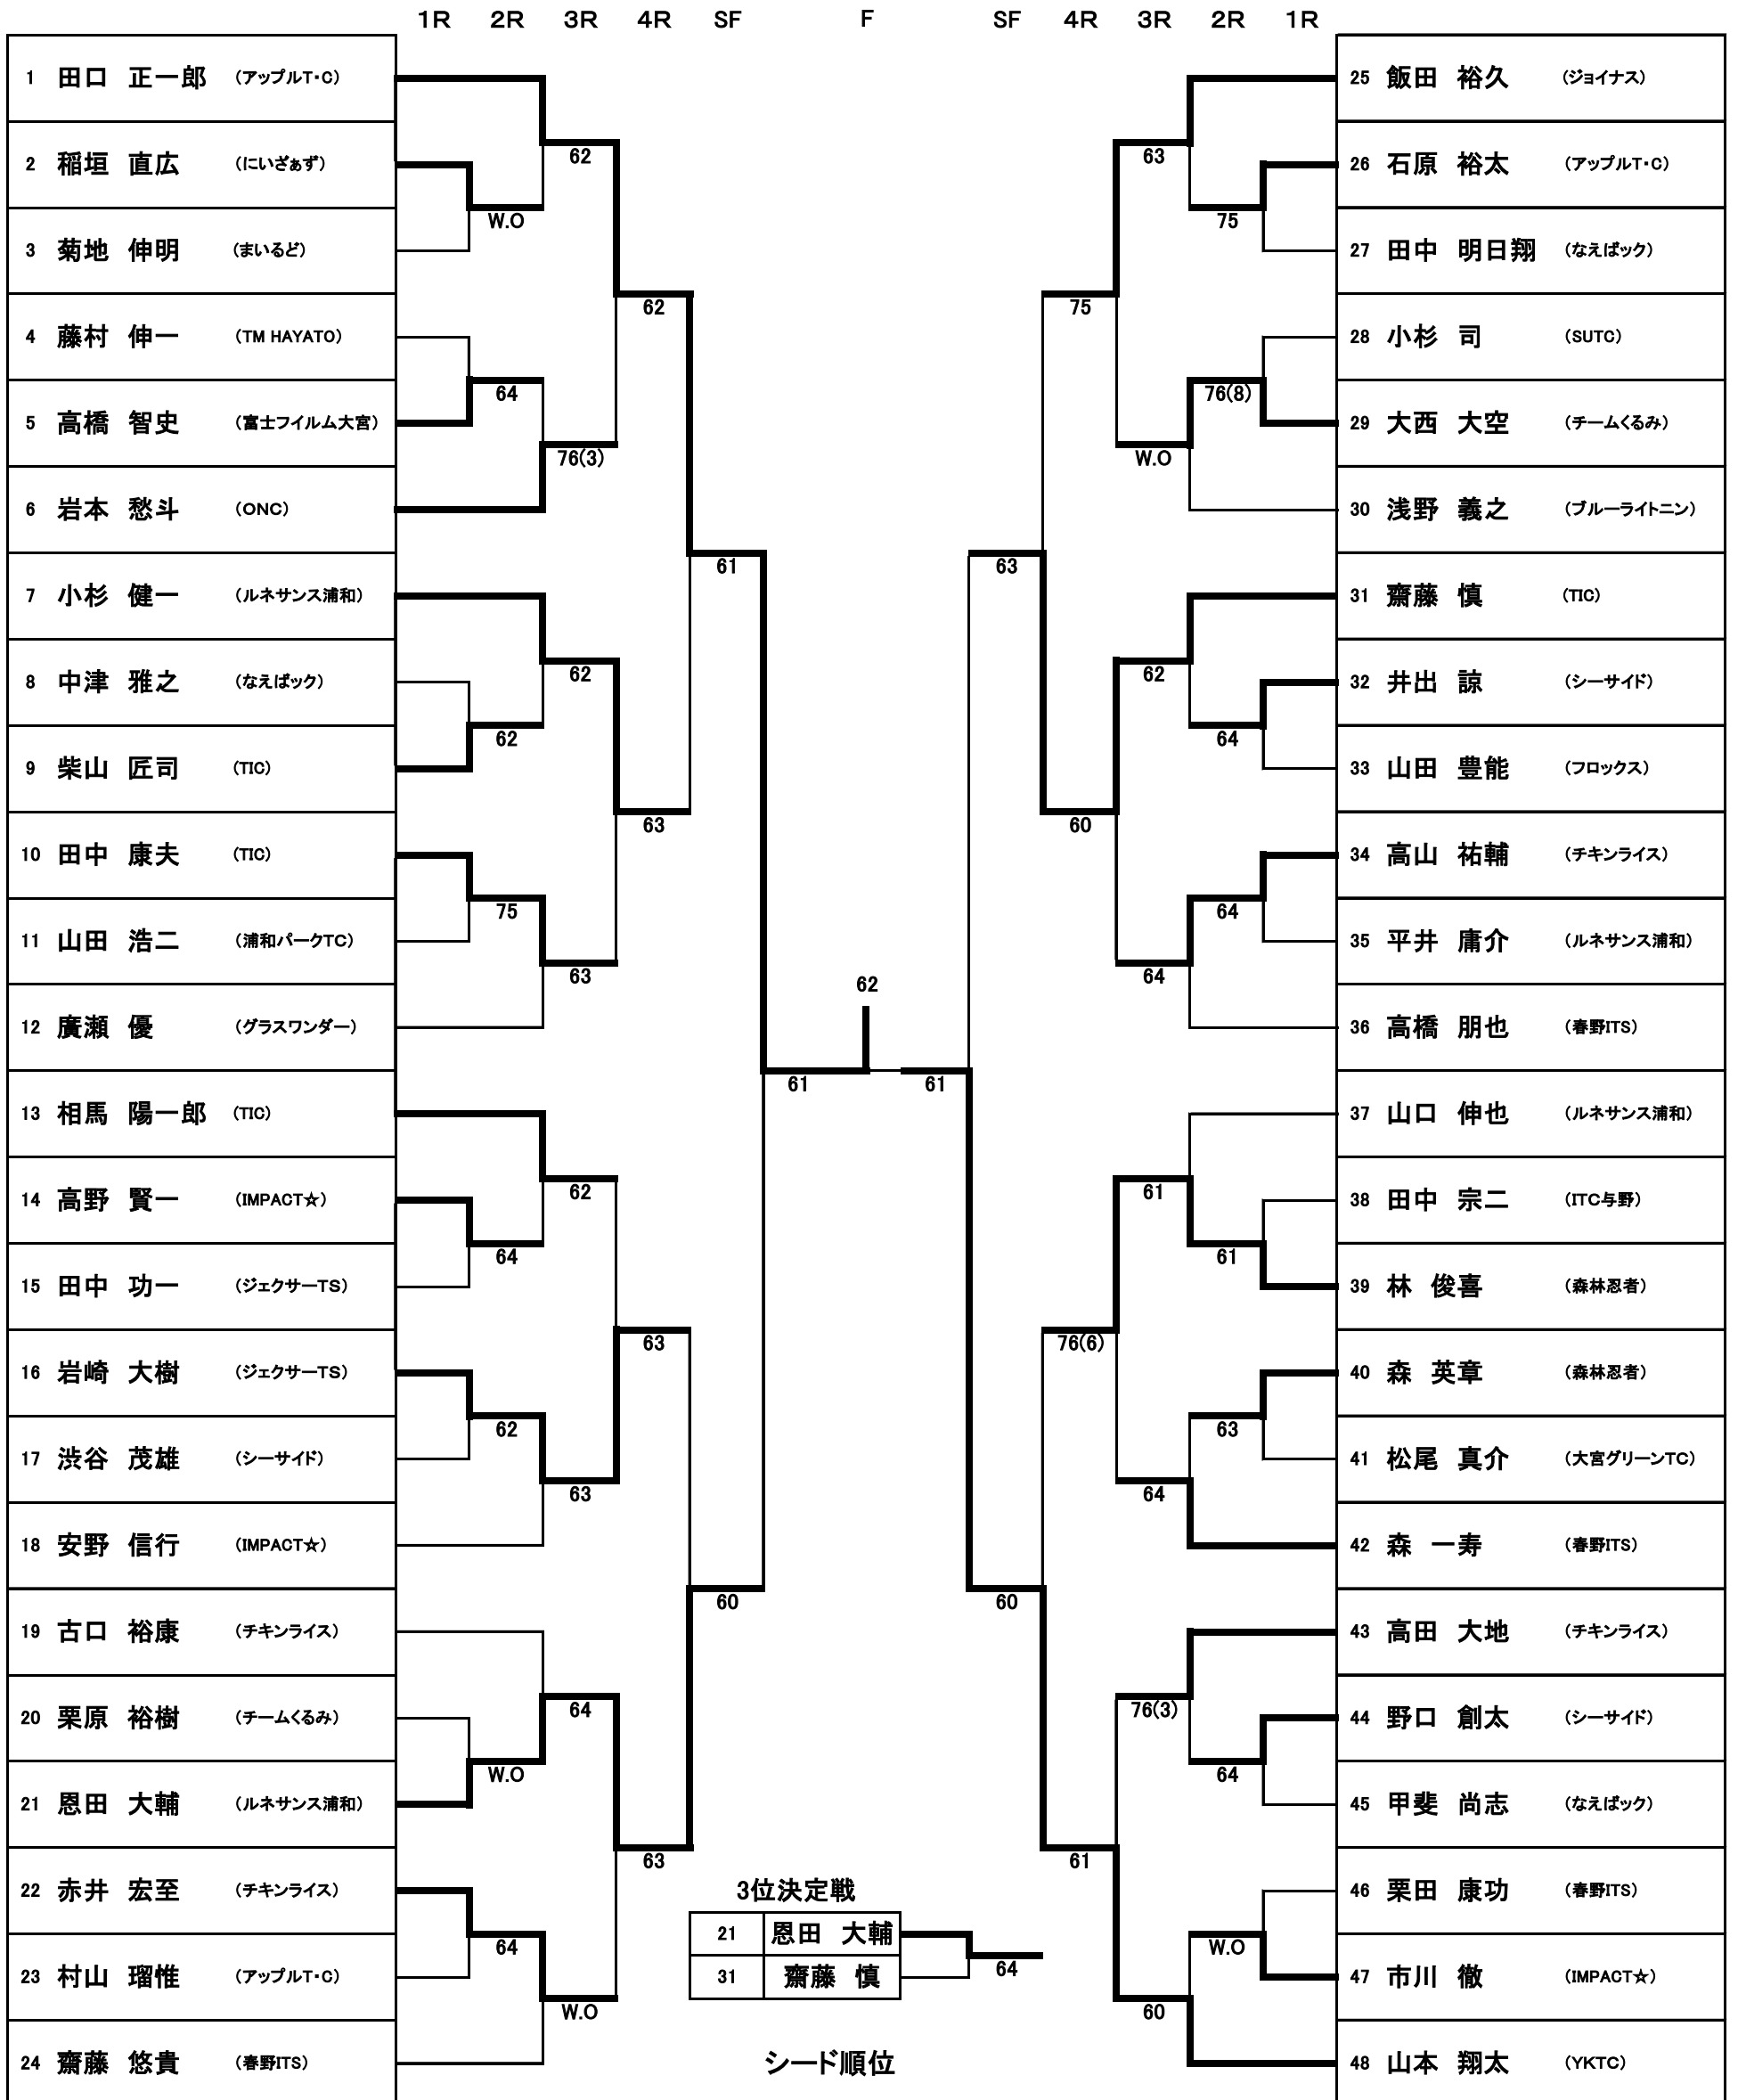 1R 2R 3R 4R SF F SF 4R 3R 2R 1R
1 田口 正一郎 (アップルT・C)
2 稲垣 直広 (にいざぁず)
3 菊地 伸明 (まいるど)
4 藤村 伸一 (TM HAYATO)
5 高橋 智史 (富士フイルム大宮)
6 岩本 愁斗 (ONC)
7 小杉 健一 (ルネサンス浦和)
8 中津 雅之 (なえばック)
9 柴山 匠司 (TIC)
10 田中 康夫 (TIC)
11 山田 浩二 (浦和パークTC)
12 廣瀬 優 (グラスワンダー)
13 相馬 陽一郎 (TIC)
14 高野 賢一 (IMPACT☆)
15 田中 功一 (ジェクサーTS)
16 岩崎 大樹 (ジェクサーTS)
17 渋谷 茂雄 (シーサイド)
18 安野 信行 (IMPACT☆)
19 古口 裕康 (チキンライス)
20 栗原 裕樹 (チームくるみ)
21 恩田 大輔 (ルネサンス浦和)
22 赤井 宏至 (チキンライス)
23 村山 瑠惟 (アップルT・C)
24 齋藤 悠貴 (春野ITS)
W.O
64
62
75
64
62
W.O
64
62
76(3)
62
63
62
63
64
W.O
62
63
63
63
61
60
61
62
61
63
60
75
60
76(6)
61
63
W.O
62
64
61
64
76(3)
60
75
76(8)
64
64
61
63
64
W.O
25 飯田 裕久 (ジョイナス)
26 石原 裕太 (アップルT・C)
27 田中 明日翔 (なえばック)
28 小杉 司 (SUTC)
29 大西 大空 (チームくるみ)
30 浅野 義之 (ブルーライトニン)
31 齋藤 慎 (TIC)
32 井出 諒 (シーサイド)
33 山田 豊能 (フロックス)
34 高山 祐輔 (チキンライス)
35 平井 庸介 (ルネサンス浦和)
36 高橋 朋也 (春野ITS)
37 山口 伸也 (ルネサンス浦和)
38 田中 宗二 (ITC与野)
39 林 俊喜 (森林忍者)
40 森 英章 (森林忍者)
41 松尾 真介 (大宮グリーンTC)
42 森 一寿 (春野ITS)
43 高田 大地 (チキンライス)
44 野口 創太 (シーサイド)
45 甲斐 尚志 (なえばック)
46 栗田 康功 (春野ITS)
47 市川 徹 (IMPACT☆)
48 山本 翔太 (YKTC)
3位決定戦
21 恩田 大輔
31 齋藤 慎
64
シード順位